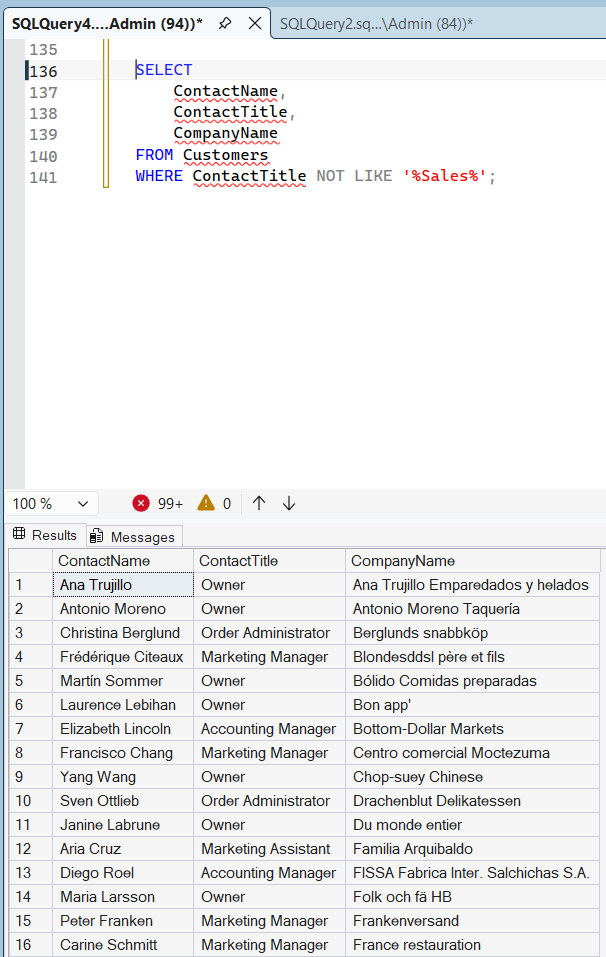 SQLQuery4....Admin (94))* SQLQuery2.sq...\Admin (84))*
135
136 SELECT
137 ContactName,
138 ContactTitle,
139 CompanyName
140 FROM Customers
141 WHERE ContactTitle NOT LIKE '%Sales%';
100 % 99+ 0
Results Messages
ContactName ContactTitle CompanyName
1 Ana Trujillo Owner Ana Trujillo Emparedados y helados
2 Antonio Moreno Owner Antonio Moreno Taquería
3 Christina Berglund Order Administrator Berglunds snabbköp
4 Frédérique Citeaux Marketing Manager Blondesddsl père et fils
5 Martín Sommer Owner Bólido Comidas preparadas
6 Laurence Lebihan Owner Bon app'
7 Elizabeth Lincoln Accounting Manager Bottom-Dollar Markets
8 Francisco Chang Marketing Manager Centro comercial Moctezuma
9 Yang Wang Owner Chop-suey Chinese
10 Sven Ottlieb Order Administrator Drachenblut Delikatessen
11 Janine Labrune Owner Du monde entier
12 Aria Cruz Marketing Assistant Familia Arquibaldo
13 Diego Roel Accounting Manager FISSA Fabrica Inter. Salchichas S.A.
14 Maria Larsson Owner Folk och fä HB
15 Peter Franken Marketing Manager Frankenversand
16 Carine Schmitt Marketing Manager France restauration